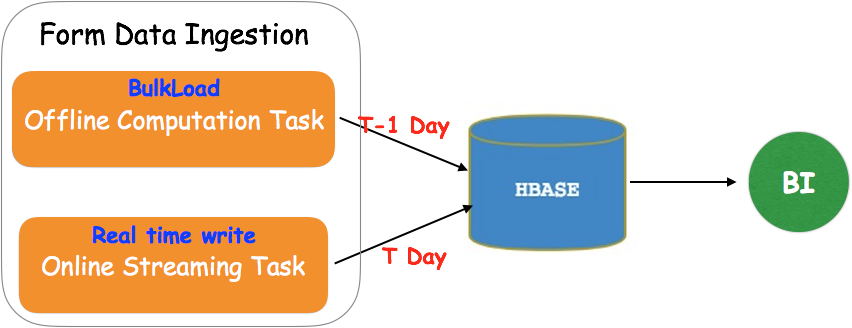 Form Data Ingestion
BulkLoad
Offline Computation Task
T-1 Day
HBASE
BI
Real time write
Online Streaming Task
T Day